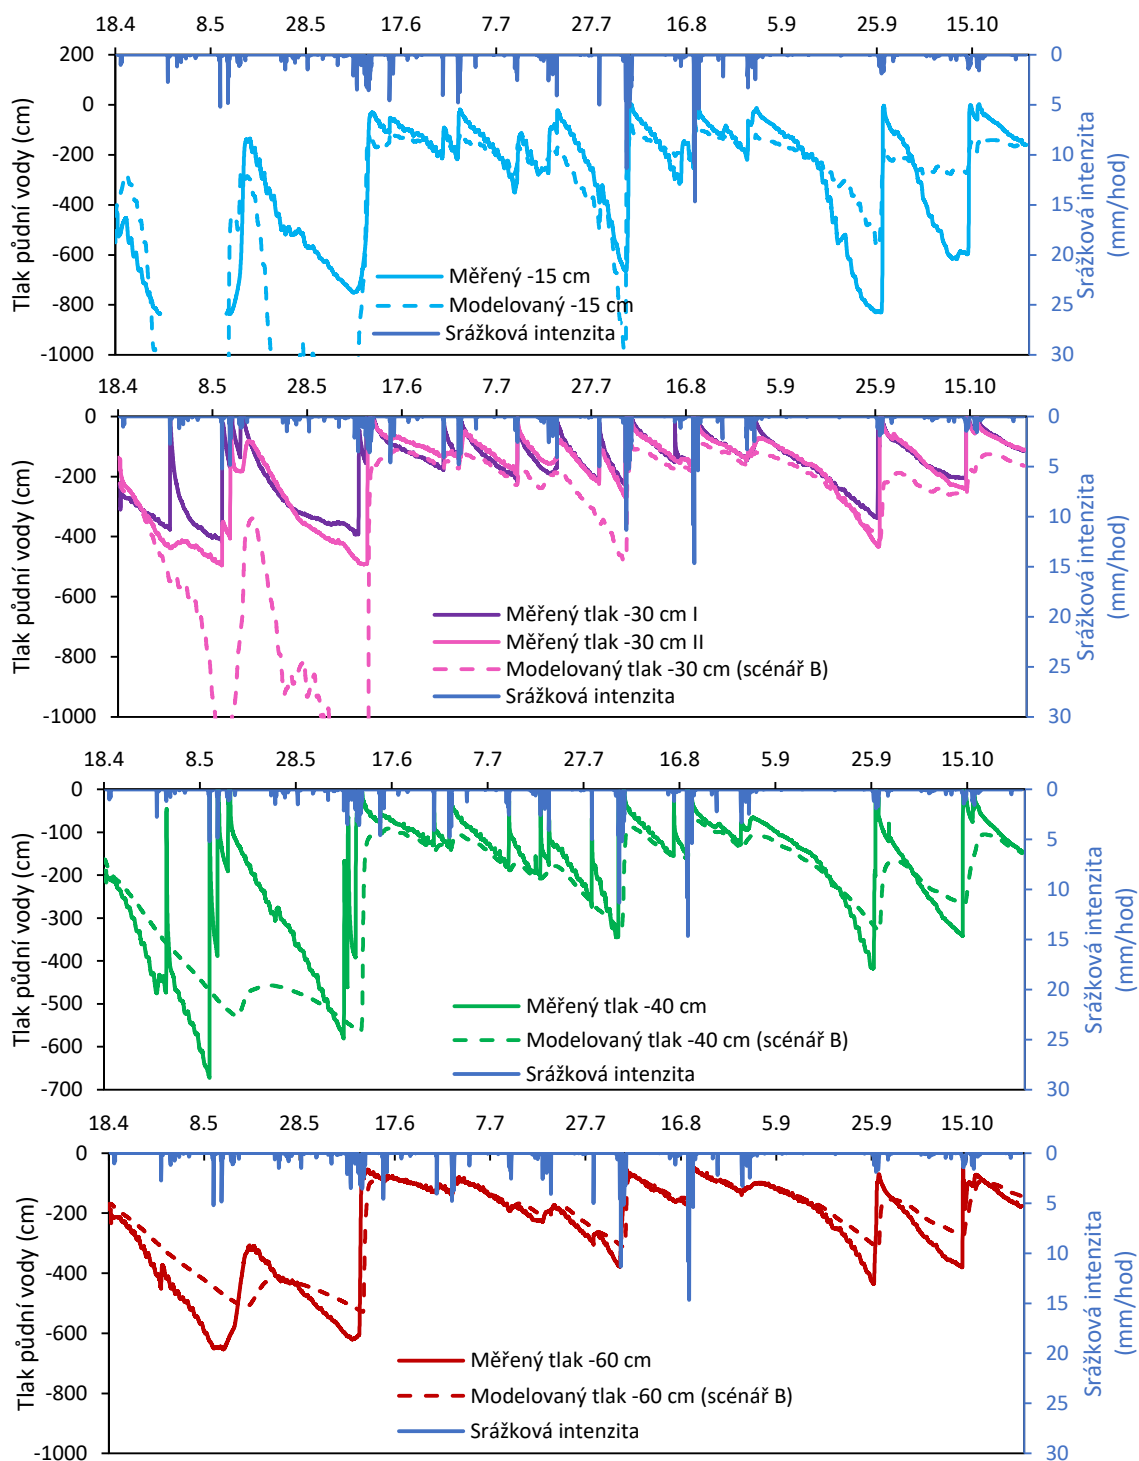 18.4 8.5 28.5 17.6 7.7 27.7 16.8 5.9 25.9 15.10
200 0
0 5
-200 10
-400 15
-600 20
-800 25
-1000 30
Tlak půdní vody (cm)
Srážková intenzita
(mm/hod)
Měřený -15 cm
Modelovaný -15 cm
Srážková intenzita
18.4 8.5 28.5 17.6 7.7 27.7 16.8 5.9 25.9 15.10
0 0
5
-200 10
-400 15
-600 20
-800 25
-1000 30
Tlak půdní vody (cm)
Srážková intenzita
(mm/hod)
Měřený tlak -30 cm I
Měřený tlak -30 cm II
Modelovaný tlak -30 cm (scénář B)
Srážková intenzita
18.4 8.5 28.5 17.6 7.7 27.7 16.8 5.9 25.9 15.10
0 0
-100 5
-200 10
-300 15
-400 20
-500 25
-600 30
-700
Tlak půdní vody (cm)
Srážková intenzita
(mm/hod)
Měřený tlak -40 cm
Modelovaný tlak -40 cm (scénář B)
Srážková intenzita
18.4 8.5 28.5 17.6 7.7 27.7 16.8 5.9 25.9 15.10
0 0
5
-200 10
-400 15
-600 20
-800 25
-1000 30
Tlak půdní vody (cm)
Srážková intenzita
(mm/hod)
Měřený tlak -60 cm
Modelovaný tlak -60 cm (scénář B)
Srážková intenzita